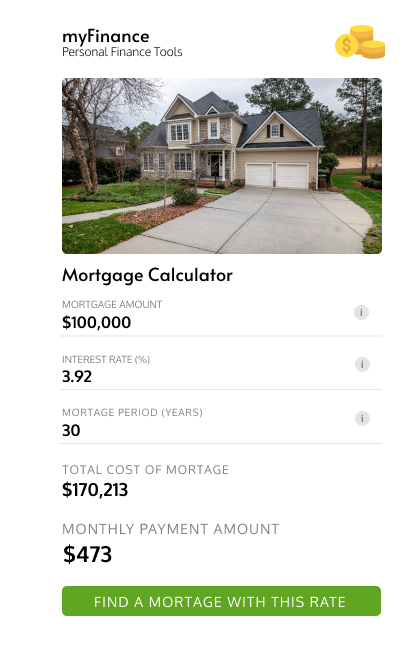 myFinance
Personal Finance Tools
$
Mortgage Calculator
MORTGAGE AMOUNT
i
$100,000
INTEREST RATE (%)
i
3.92
MORTAGE PERIOD (YEARS)
i
30
TOTAL COST OF MORTAGE
$170,213
MONTHLY PAYMENT AMOUNT
$473
FIND A MORTAGE WITH THIS RATE